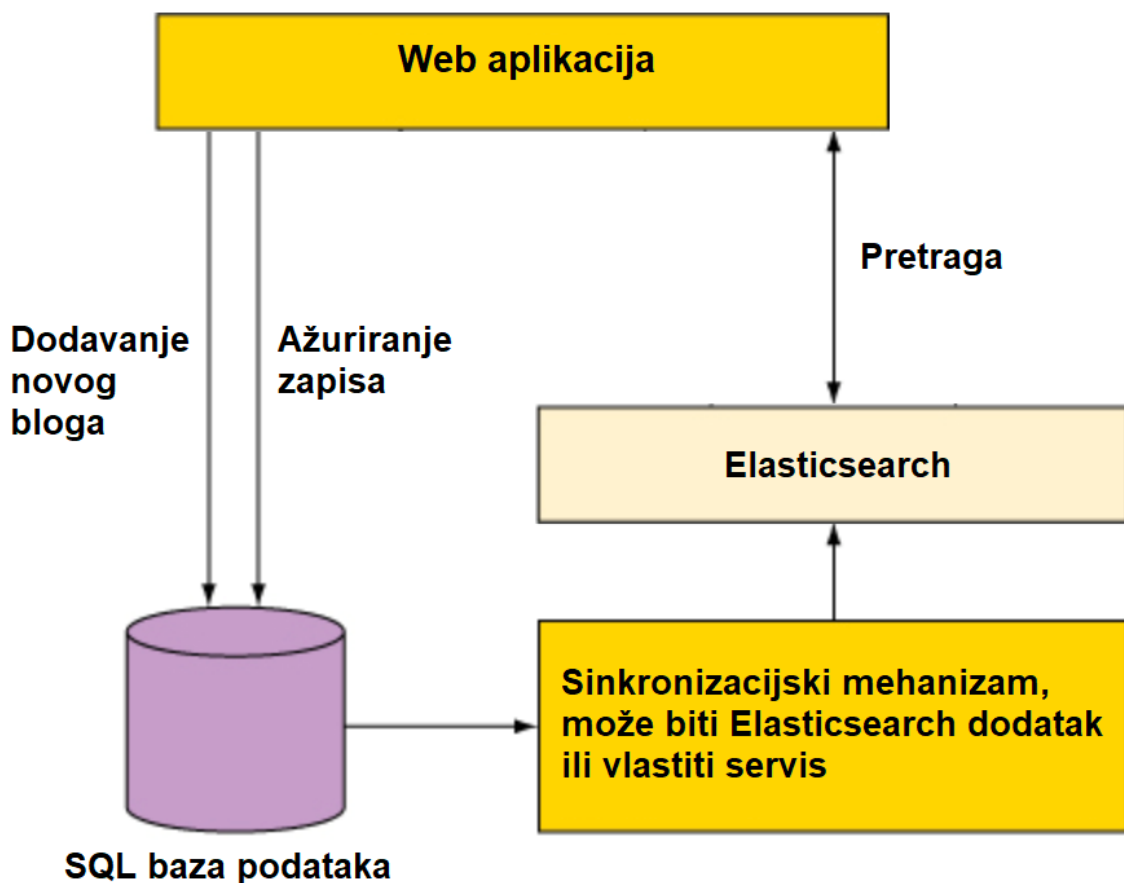 Web aplikacija
Pretraga
Dodavanje
novog
bloga
Ažuriranje
zapisa
Elasticsearch
Sinkronizacijski mehanizam,
može biti Elasticsearch dodatak
ili vlastiti servis
SQL baza podataka